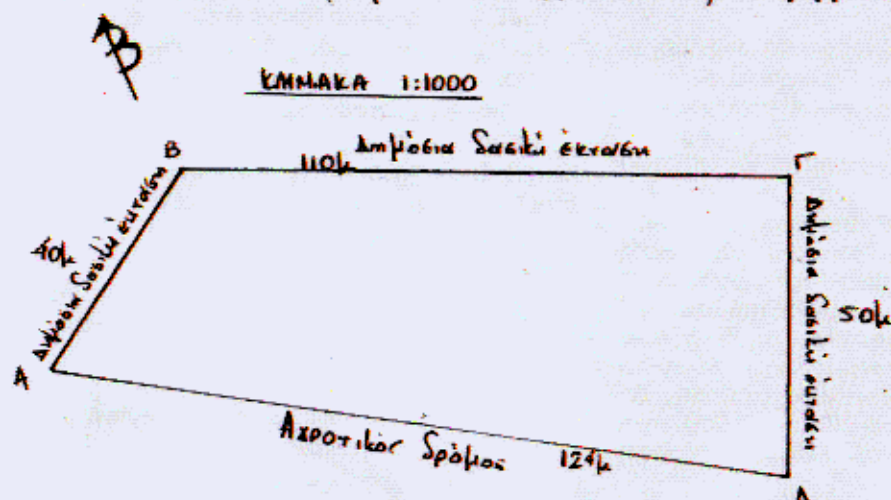 Β
ΚΛΙΜΑΚΑ 1:1000
Β
Δημόσια δασική έκταση
110μ
Γ
Δημόσια δασική έκταση
40μ
Δημόσια δασική έκταση
50μ
Α
Αγροτικός δρόμος 124μ
Δ